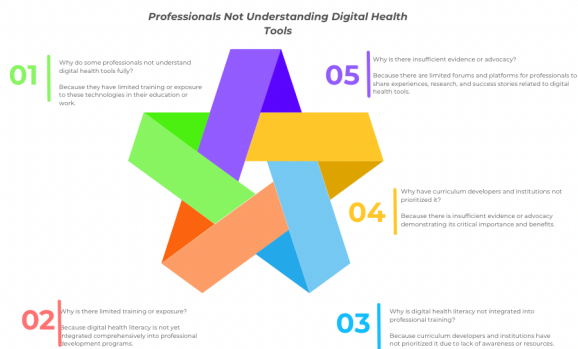 Professionals Not Understanding Digital Health
Tools
01
Why do some professionals not understand
digital health tools fully?
Because they have limited training or exposure
to these technologies in their education or
work.
05
Why is there insufficient evidence or advocacy?
Because there are limited forums and platforms for professionals to
share experiences, research, and success stories related to digital
health tools.
04
Why have curriculum developers and institutions not
prioritized it?
Because there is insufficient evidence or advocacy
demonstrating its critical importance and benefits.
02
Why is there limited training or exposure?
Because digital health literacy is not yet
integrated comprehensively into professional
development programs.
03
Why is digital health literacy not integrated into
professional training?
Because curriculum developers and institutions have
not prioritized it due to lack of awareness or resources.